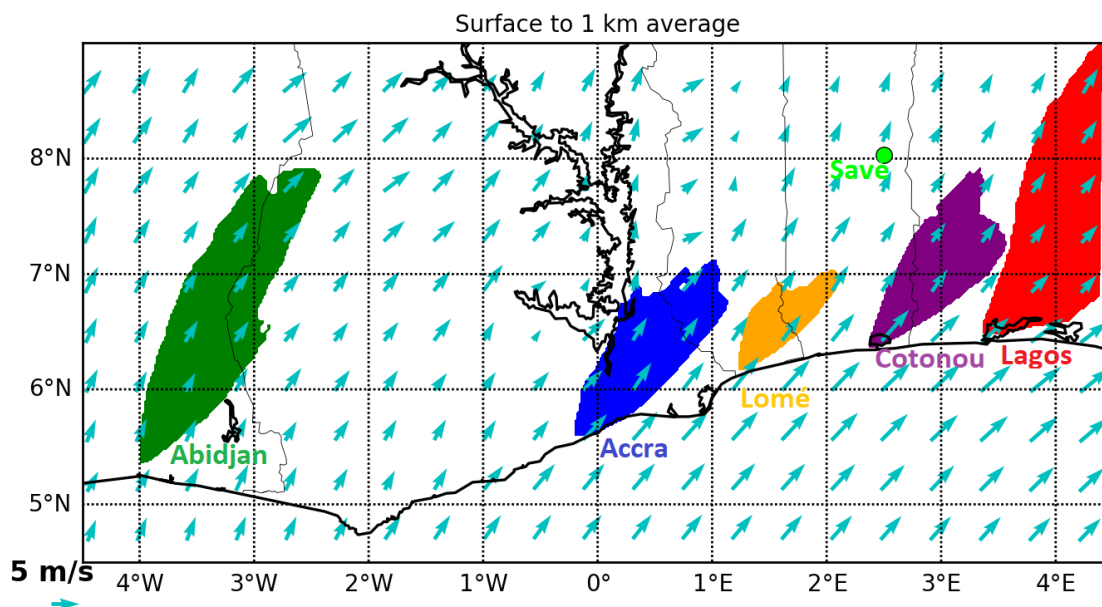 Surface to 1 km average
8°N
7°N
6°N
5°N
Savé
Abidjan
Accra
Lomé
Cotonou
Lagos
5 m/s
4°W 3°W 2°W 1°W 0° 1°E 2°E 3°E 4°E